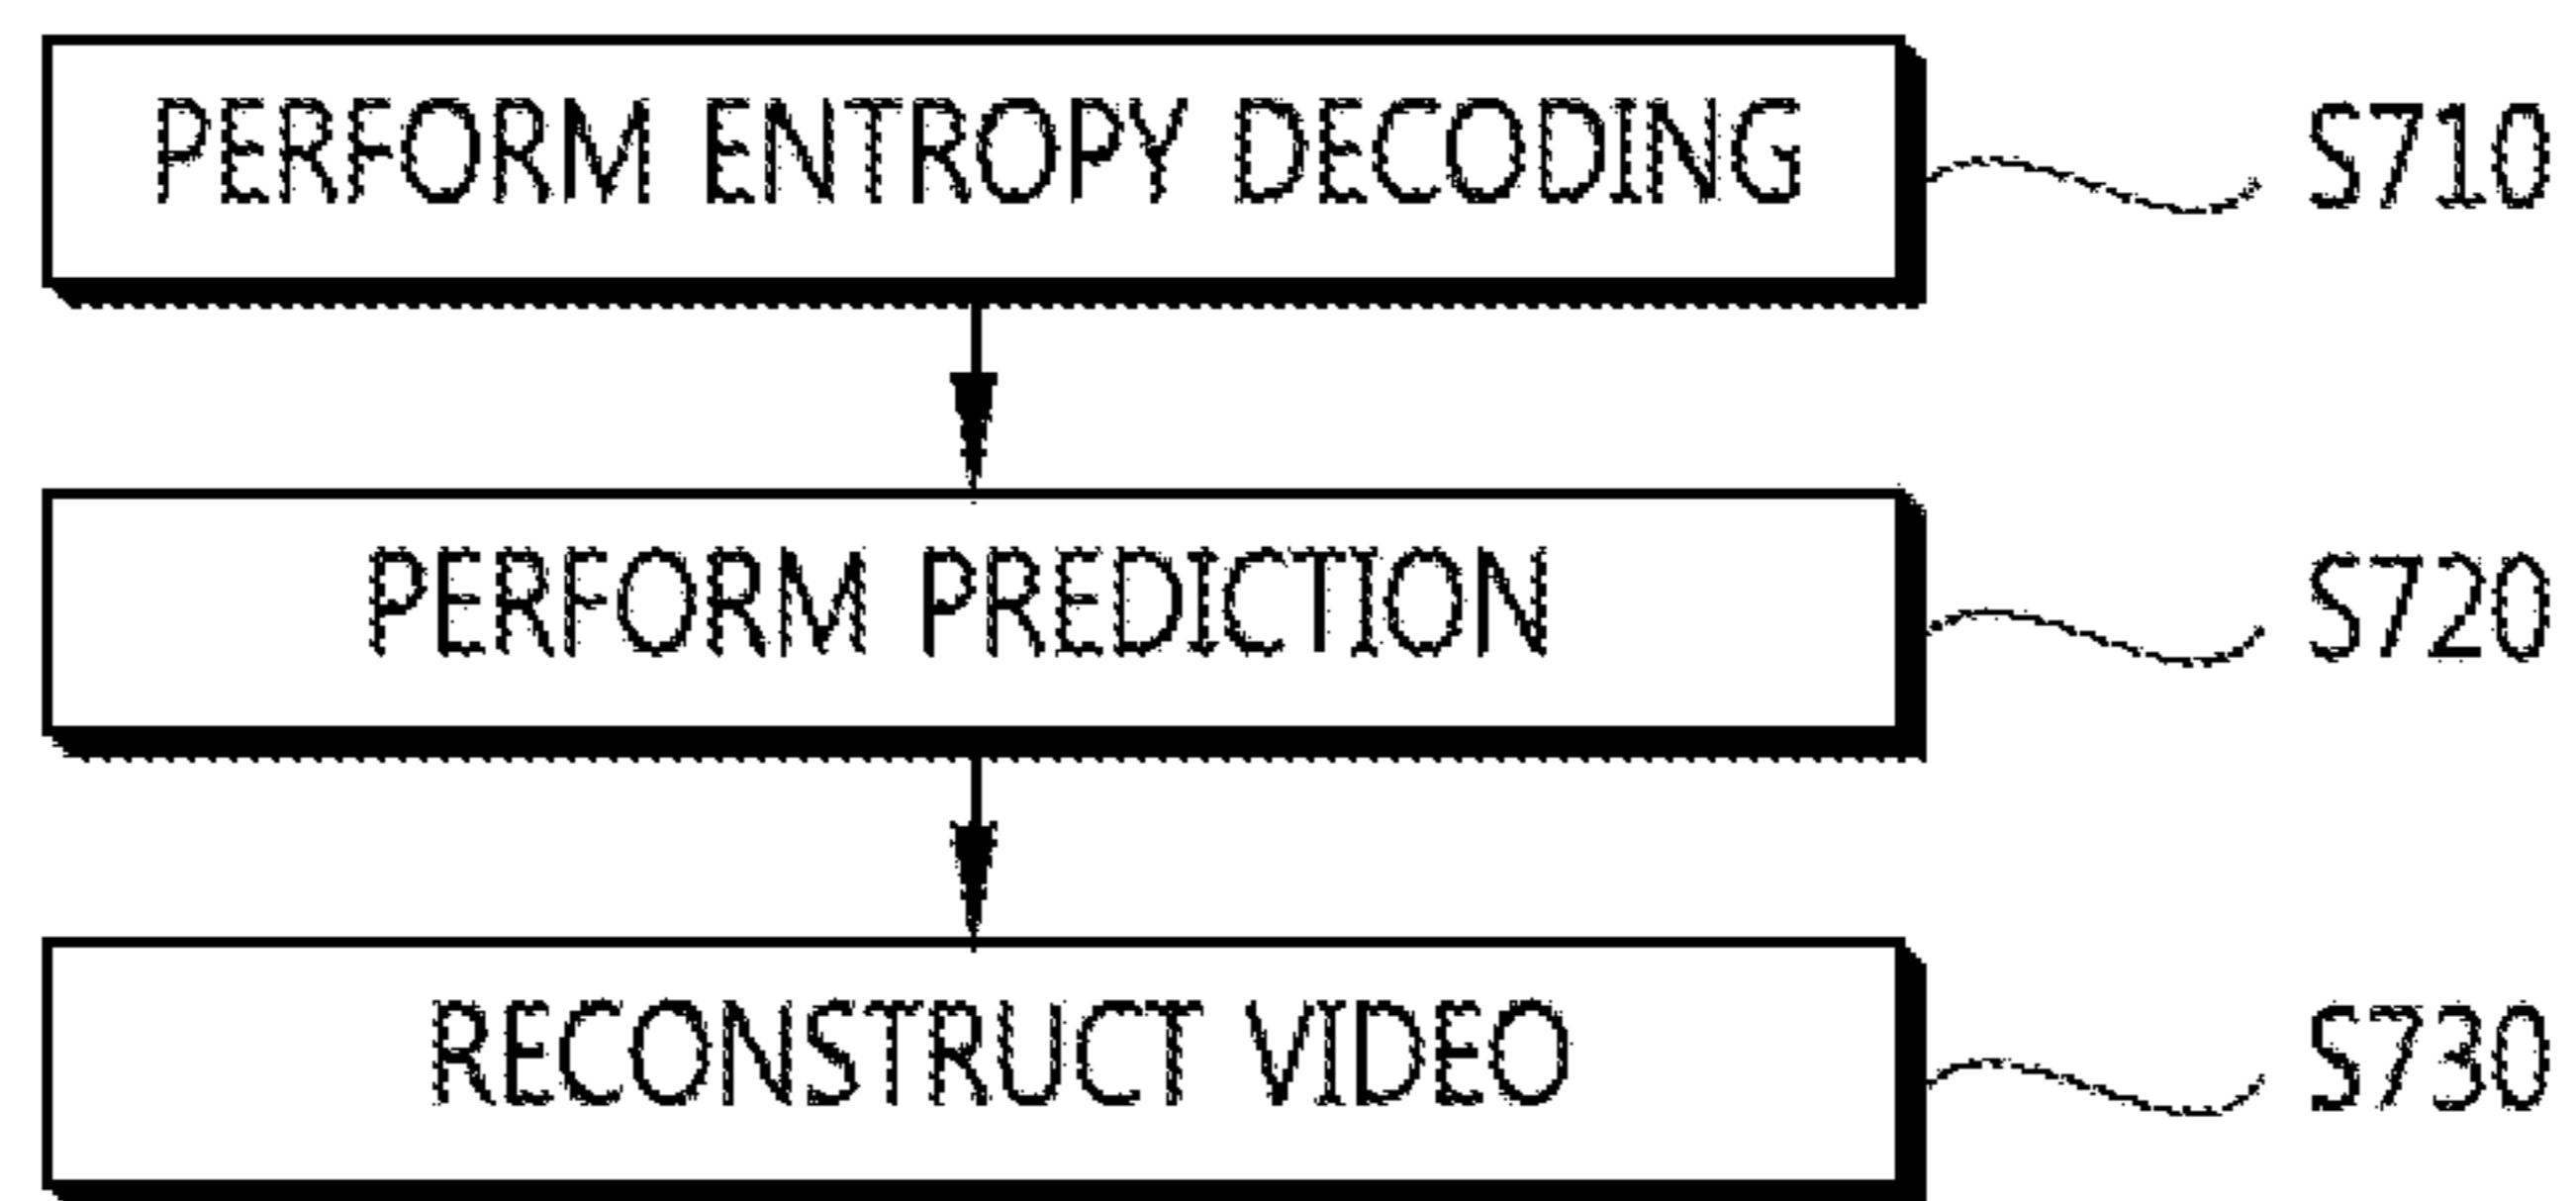 PERFORM ENTROPY DECODING S710
PERFORM PREDICTION S720
RECONSTRUCT VIDEO S730